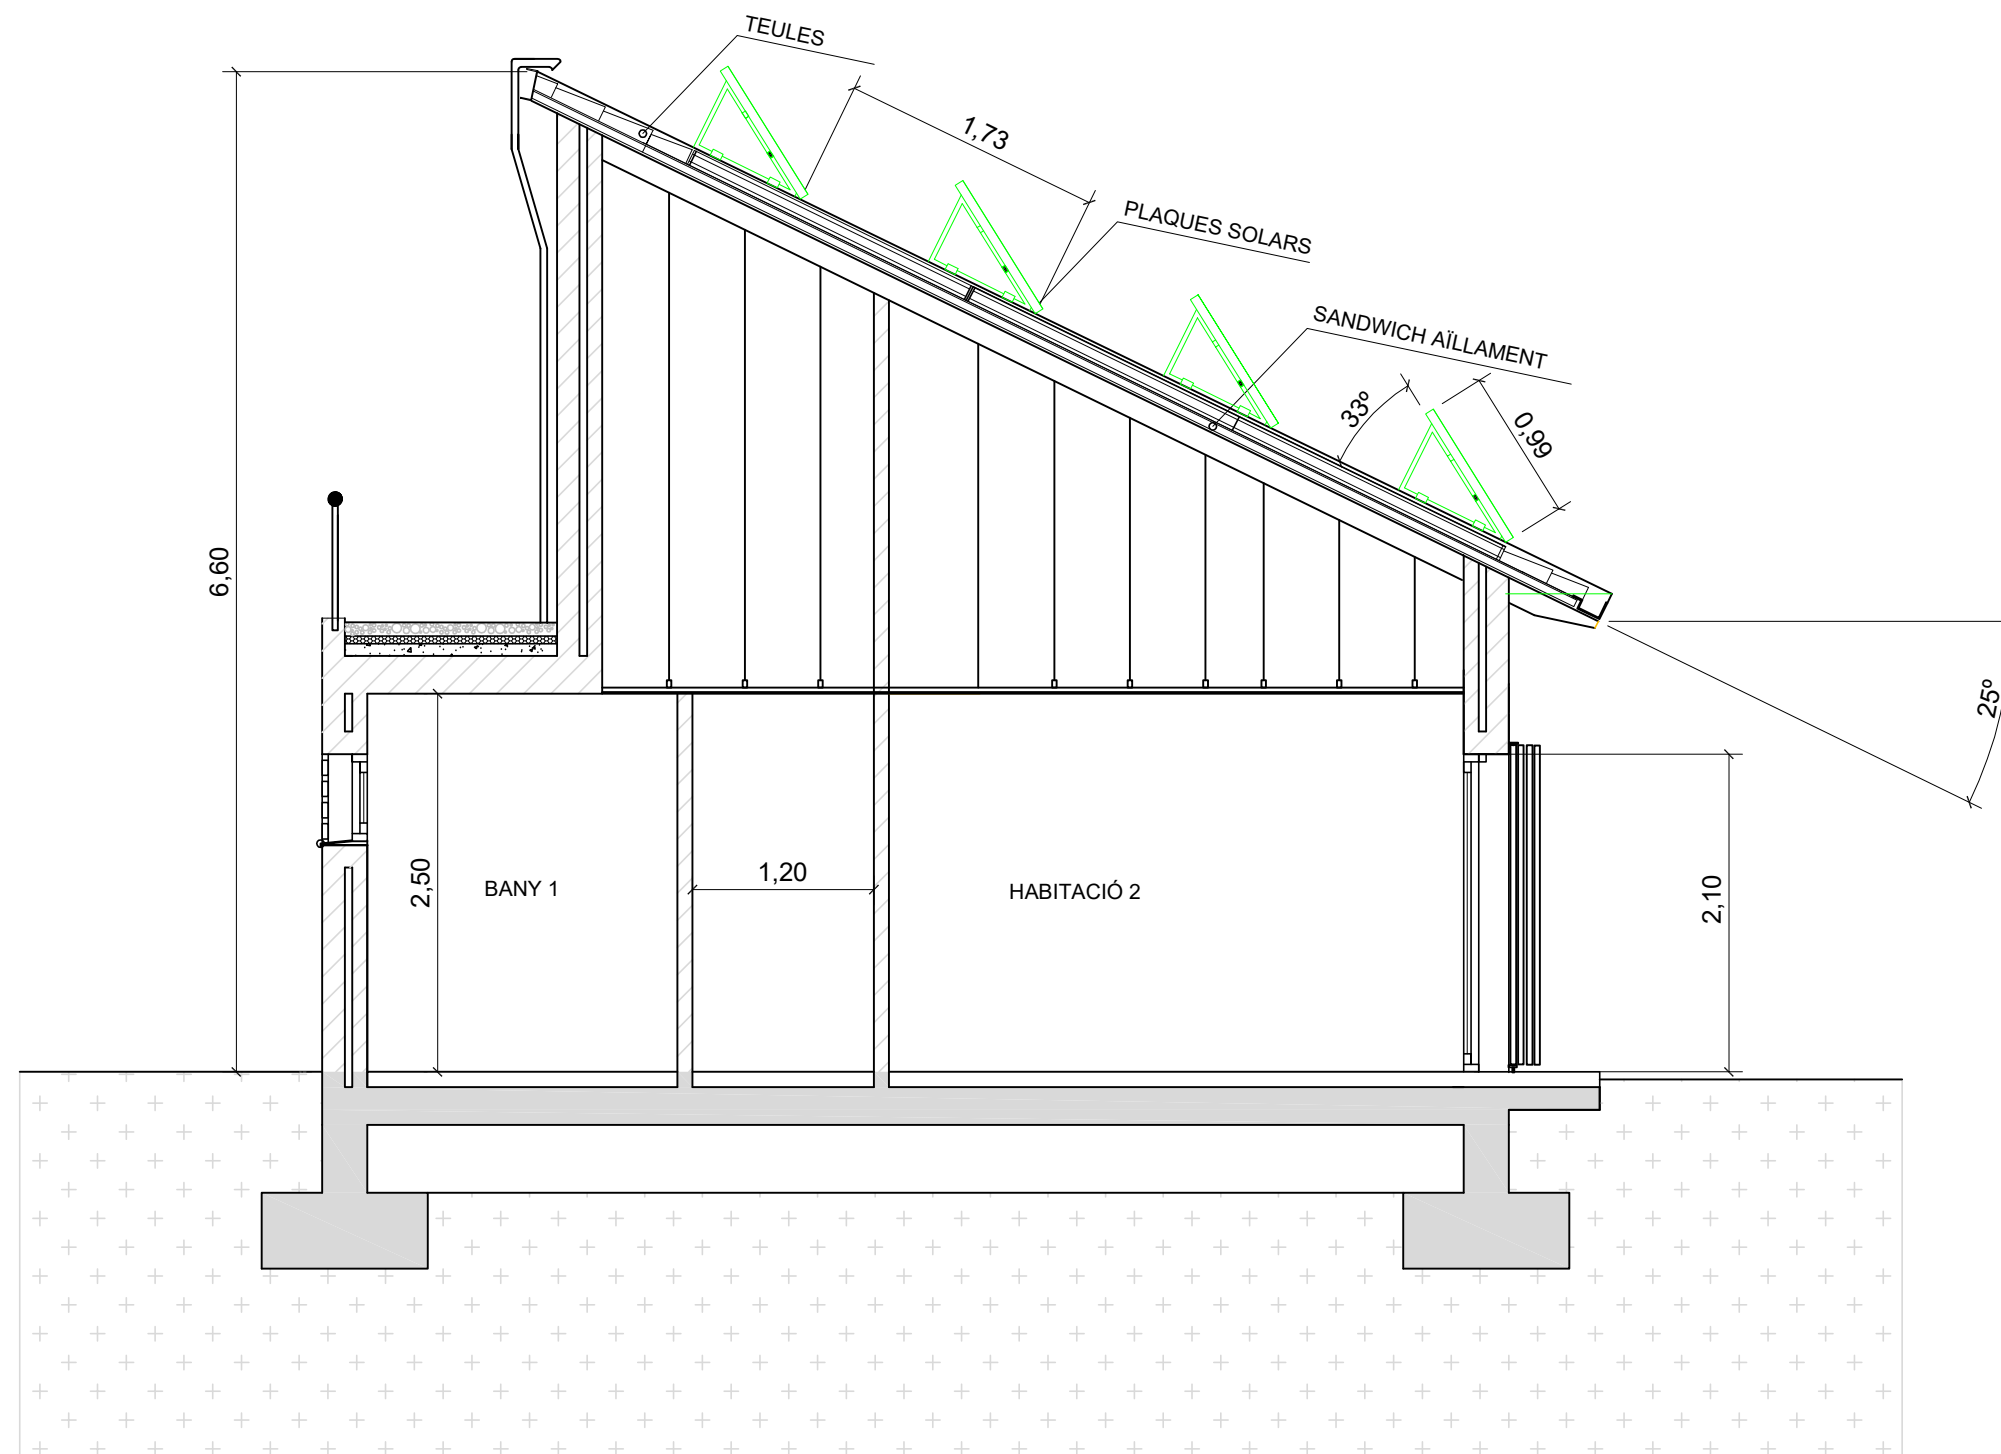 TEULES
1,73
PLAQUES SOLARS
SANDWICH AÏLLAMENT
33º
0,99
6,60
25º
2,50
BANY 1
1,20
HABITACIÓ 2
2,10